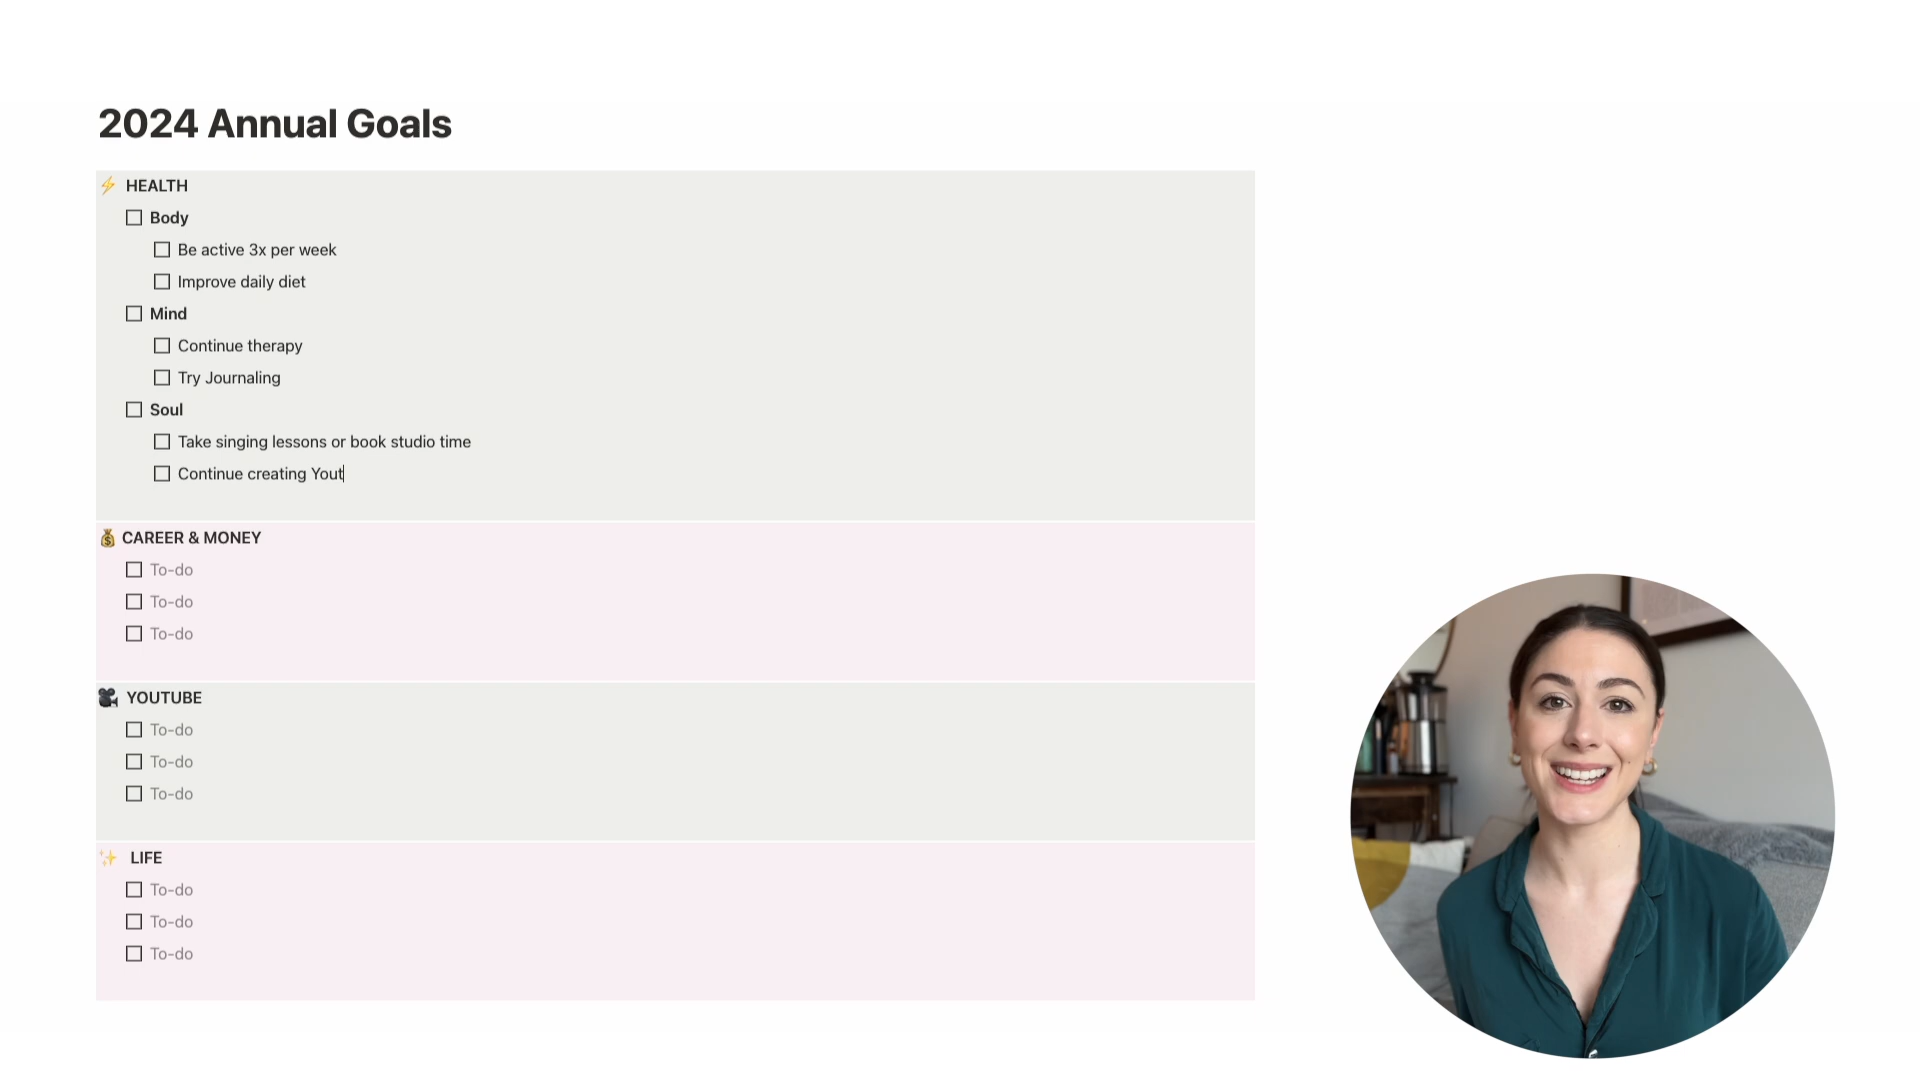 2024 Annual Goals
⚡ HEALTH
Body
Be active 3x per week
Improve daily diet
Mind
Continue therapy
Try Journaling
Soul
Take singing lessons or book studio time
Continue creating Yout
💰 CAREER & MONEY
To-do
To-do
To-do
🎥 YOUTUBE
To-do
To-do
To-do
✨ LIFE
To-do
To-do
To-do